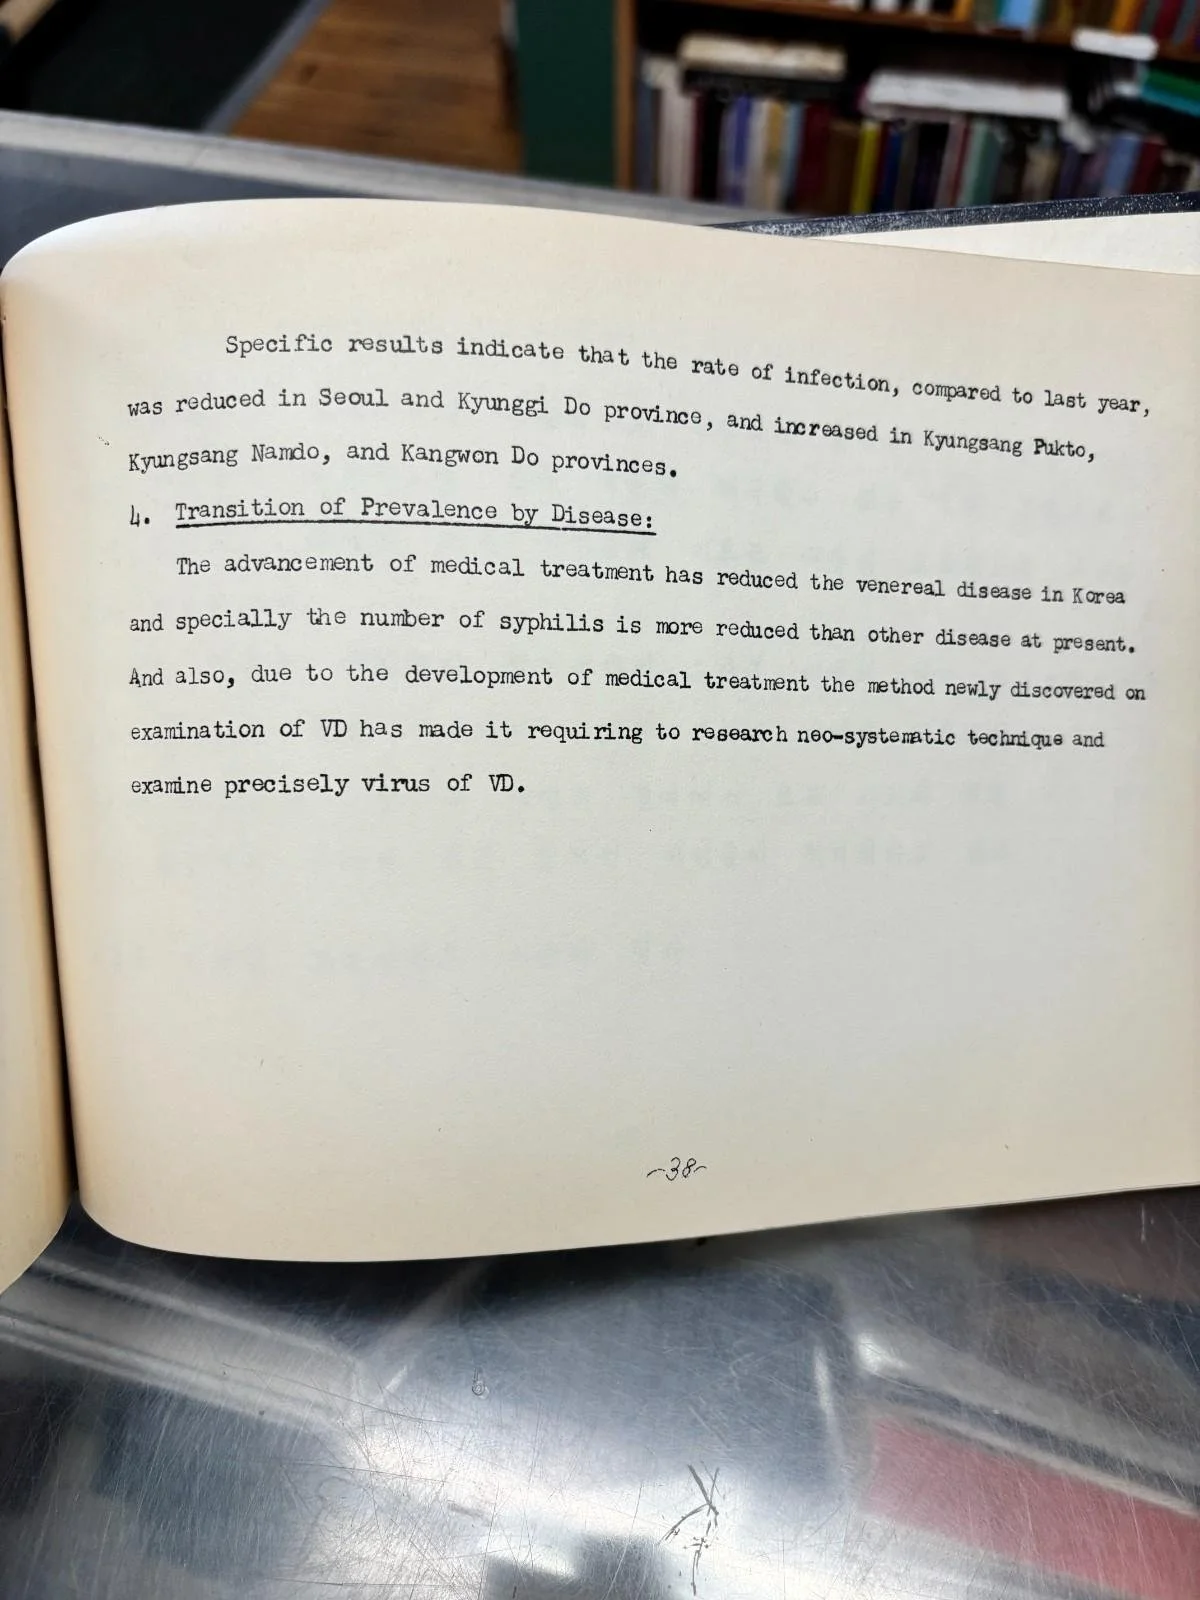 Specific results indicate that the rate of infection, compared to last year,
was reduced in Seoul and Kyunggi Do province, and increased in Kyungsang Pukto,
Kyungsang Namdo, and Kangwon Do provinces.
4. Transition of Prevalence by Disease:
The advancement of medical treatment has reduced the venereal disease in Korea
and specially the number of syphilis is more reduced than other disease at present.
And also, due to the development of medical treatment the method newly discovered on
examination of VD has made it requiring to research neo-systematic technique and
examine precisely virus of VD.
-38-